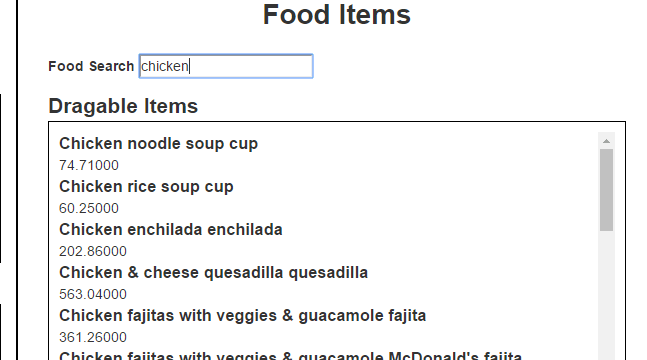 Food Items
Food Search chicken
Dragable Items
Chicken noodle soup cup
74.71000
Chicken rice soup cup
60.25000
Chicken enchilada enchilada
202.86000
Chicken & cheese quesadilla quesadilla
563.04000
Chicken fajitas with veggies & guacamole fajita
361.26000
Chicken fajitas with veggies & guacamole McDonald's fajita